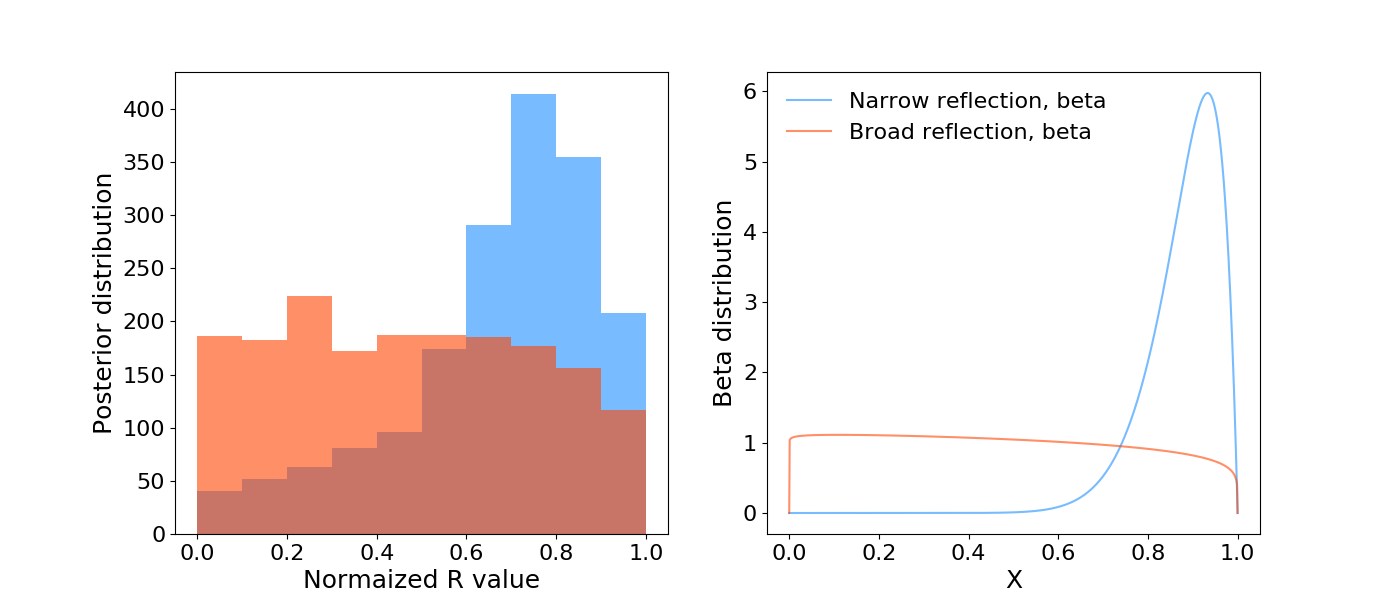 Posterior distribution
400
350
300
250
200
150
100
50
0
0.0 0.2 0.4 0.6 0.8 1.0
Normaized R value
Beta distribution
6
5
4
3
2
1
0
0.0 0.2 0.4 0.6 0.8 1.0
X
Narrow reflection, beta
Broad reflection, beta